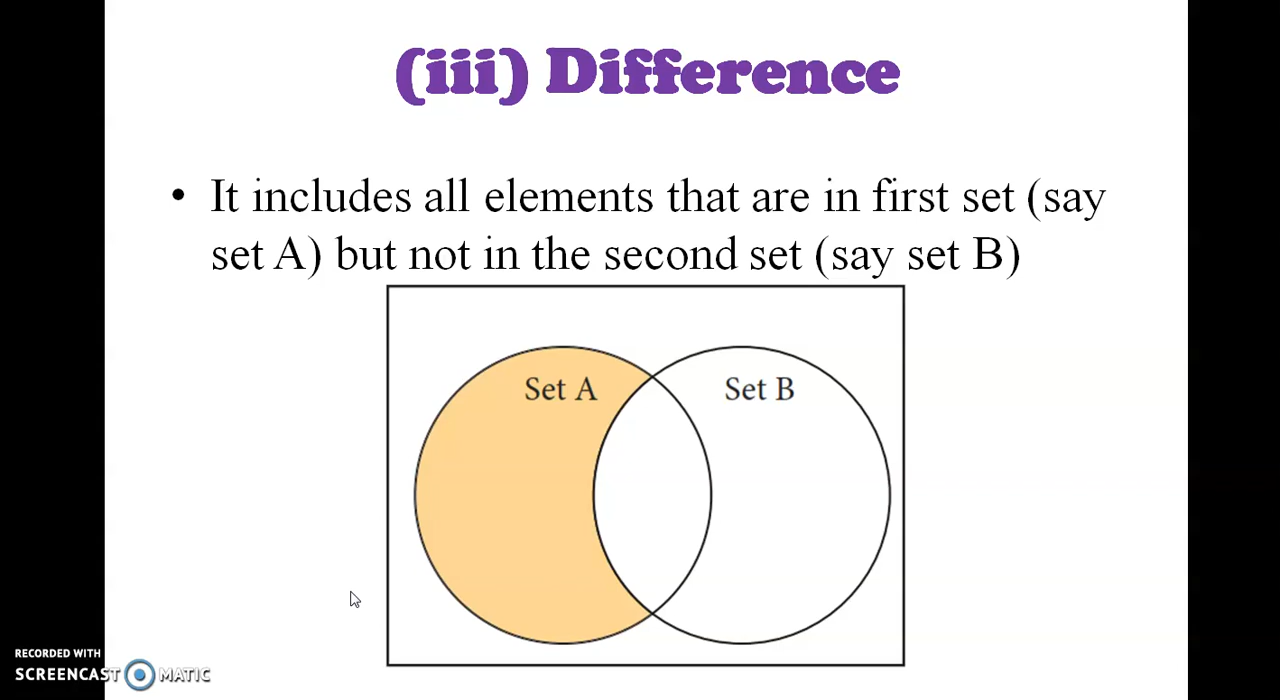 (iii) Difference
• It includes all elements that are in first set (say
set A) but not in the second set (say set B)
Set A
Set B
RECORDED WITH
SCREENCAST MATIC